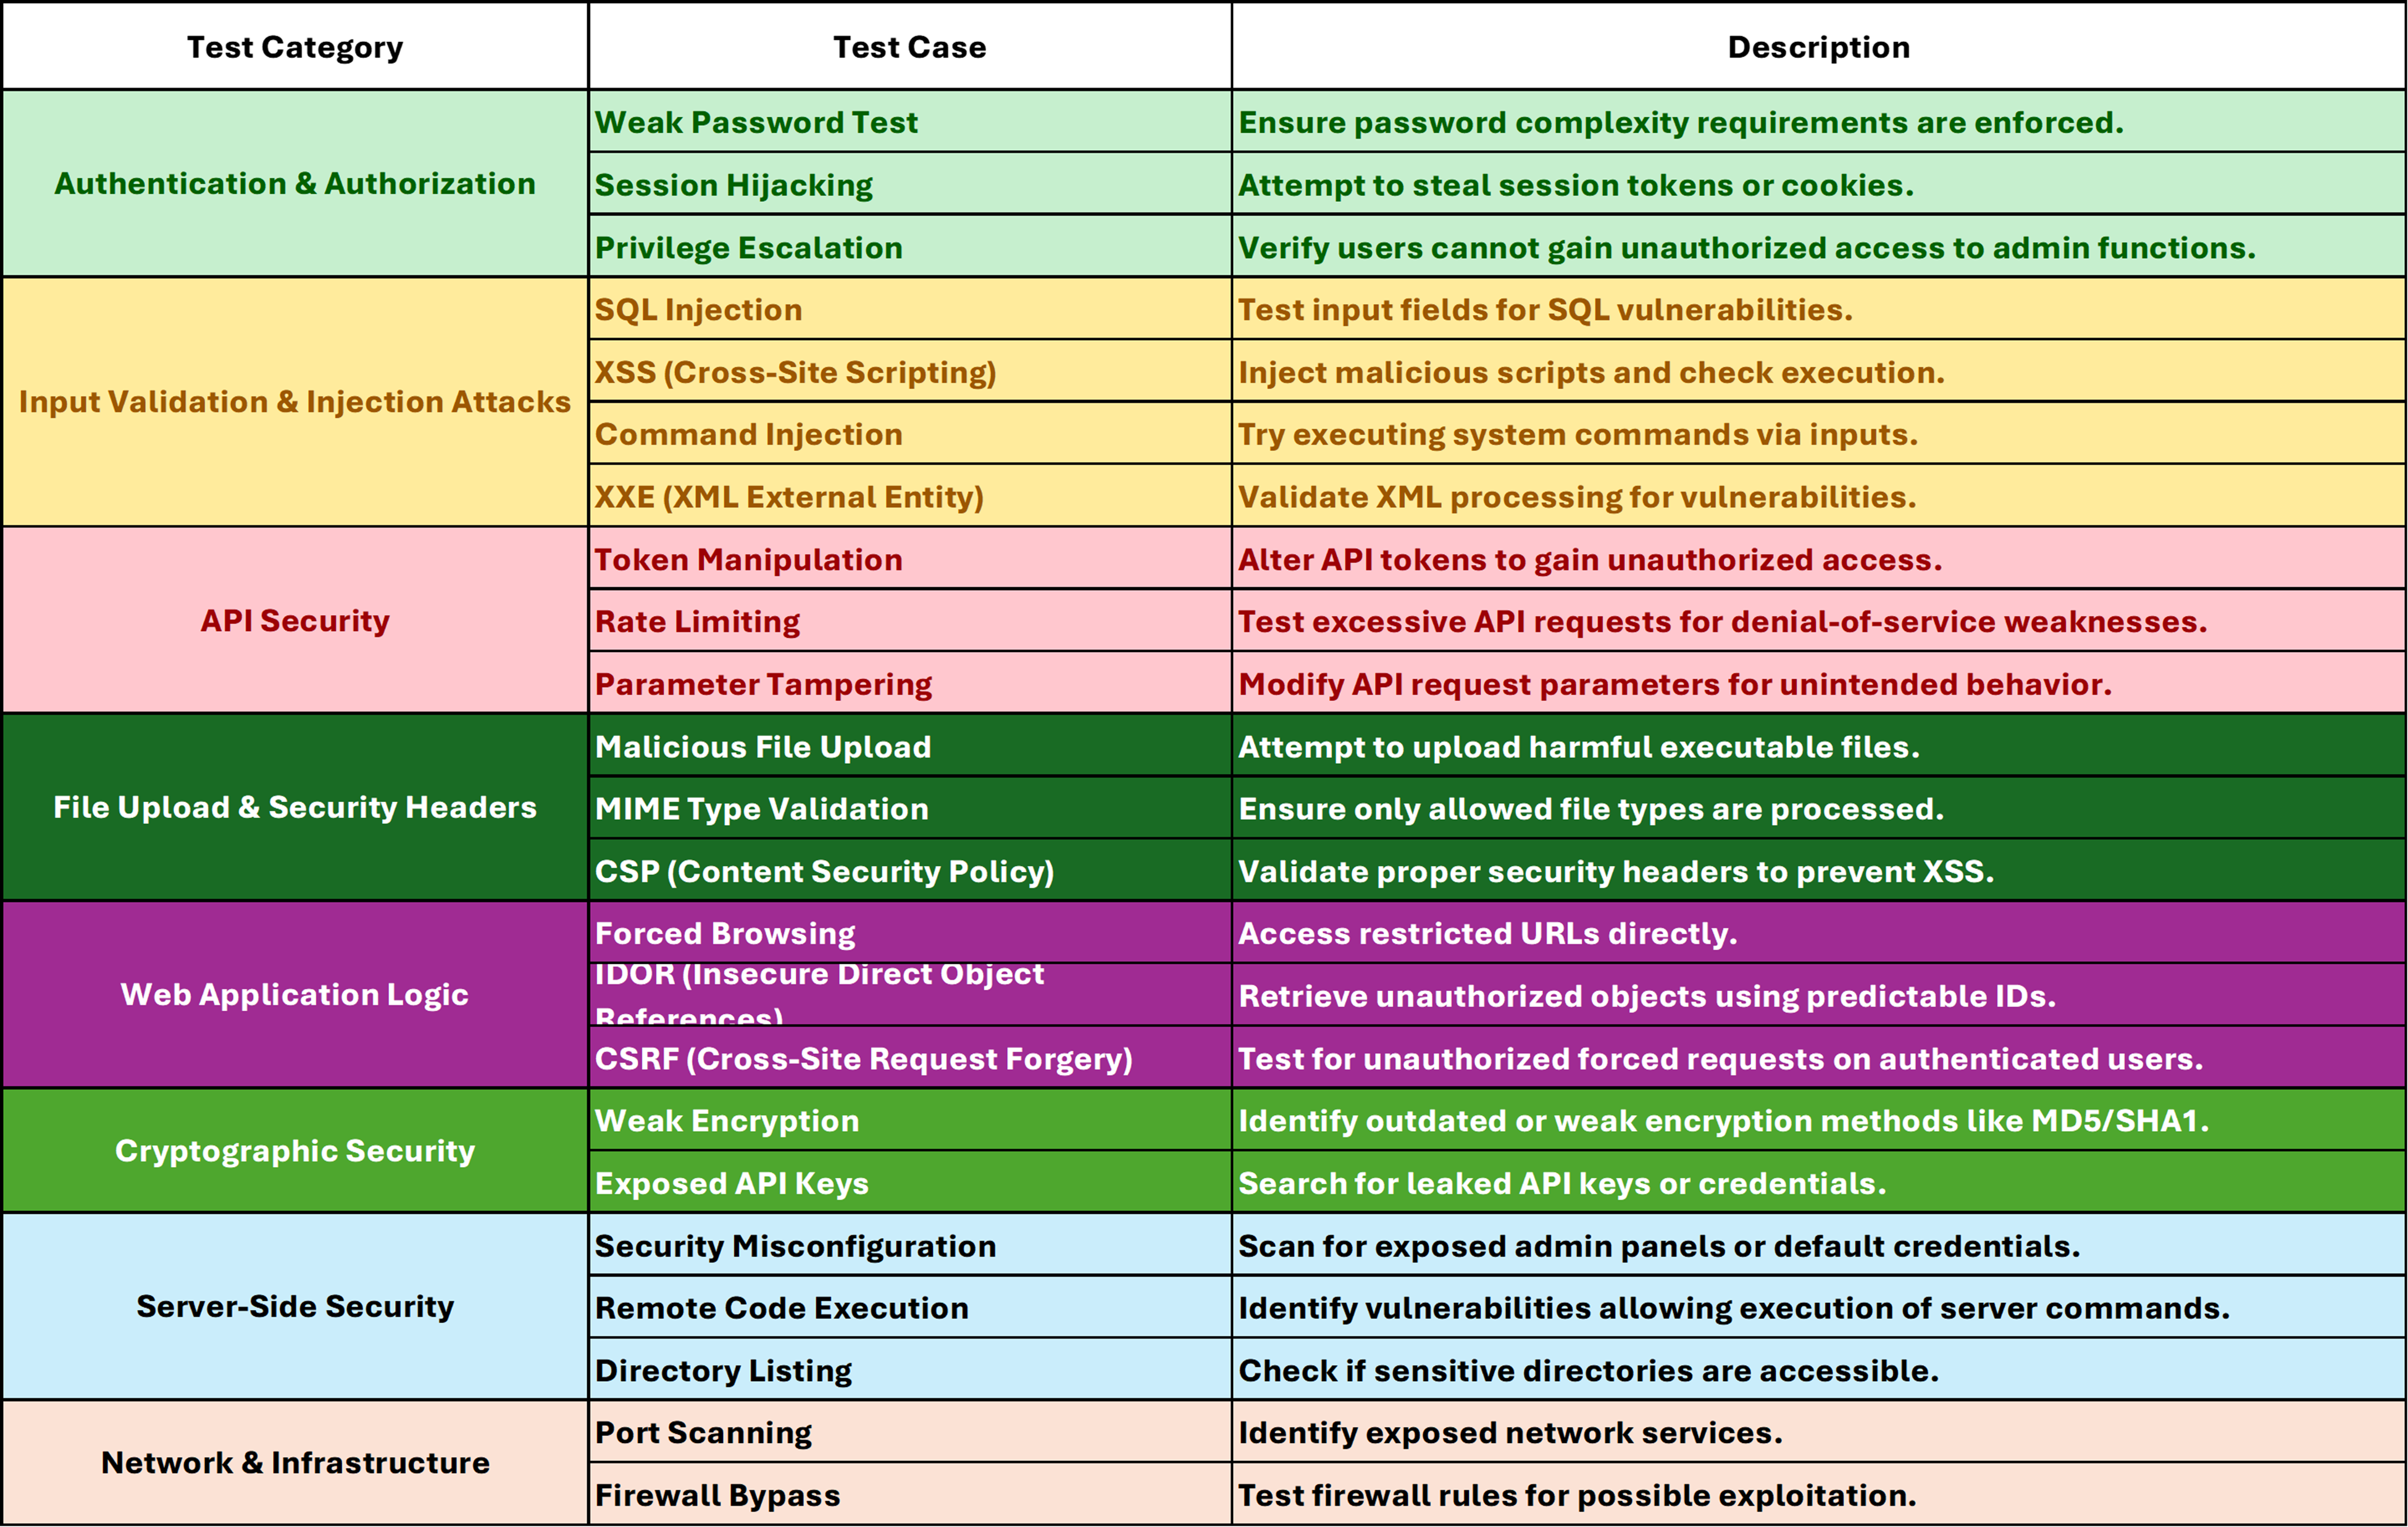 Test Category Test Case Description
Authentication & Authorization
Weak Password Test Ensure password complexity requirements are enforced.
Session Hijacking Attempt to steal session tokens or cookies.
Privilege Escalation Verify users cannot gain unauthorized access to admin functions.
Input Validation & Injection Attacks
SQL Injection Test input fields for SQL vulnerabilities.
XSS (Cross-Site Scripting) Inject malicious scripts and check execution.
Command Injection Try executing system commands via inputs.
XXE (XML External Entity) Validate XML processing for vulnerabilities.
API Security
Token Manipulation Alter API tokens to gain unauthorized access.
Rate Limiting Test excessive API requests for denial-of-service weaknesses.
Parameter Tampering Modify API request parameters for unintended behavior.
File Upload & Security Headers
Malicious File Upload Attempt to upload harmful executable files.
MIME Type Validation Ensure only allowed file types are processed.
CSP (Content Security Policy) Validate proper security headers to prevent XSS.
Web Application Logic
Forced Browsing Access restricted URLs directly.
IDOR (Insecure Direct Object
References)
Retrieve unauthorized objects using predictable IDs.
CSRF (Cross-Site Request Forgery) Test for unauthorized forced requests on authenticated users.
Cryptographic Security
Weak Encryption Identify outdated or weak encryption methods like MD5/SHA1.
Exposed API Keys Search for leaked API keys or credentials.
Server-Side Security
Security Misconfiguration Scan for exposed admin panels or default credentials.
Remote Code Execution Identify vulnerabilities allowing execution of server commands.
Directory Listing Check if sensitive directories are accessible.
Network & Infrastructure
Port Scanning Identify exposed network services.
Firewall Bypass Test firewall rules for possible exploitation.